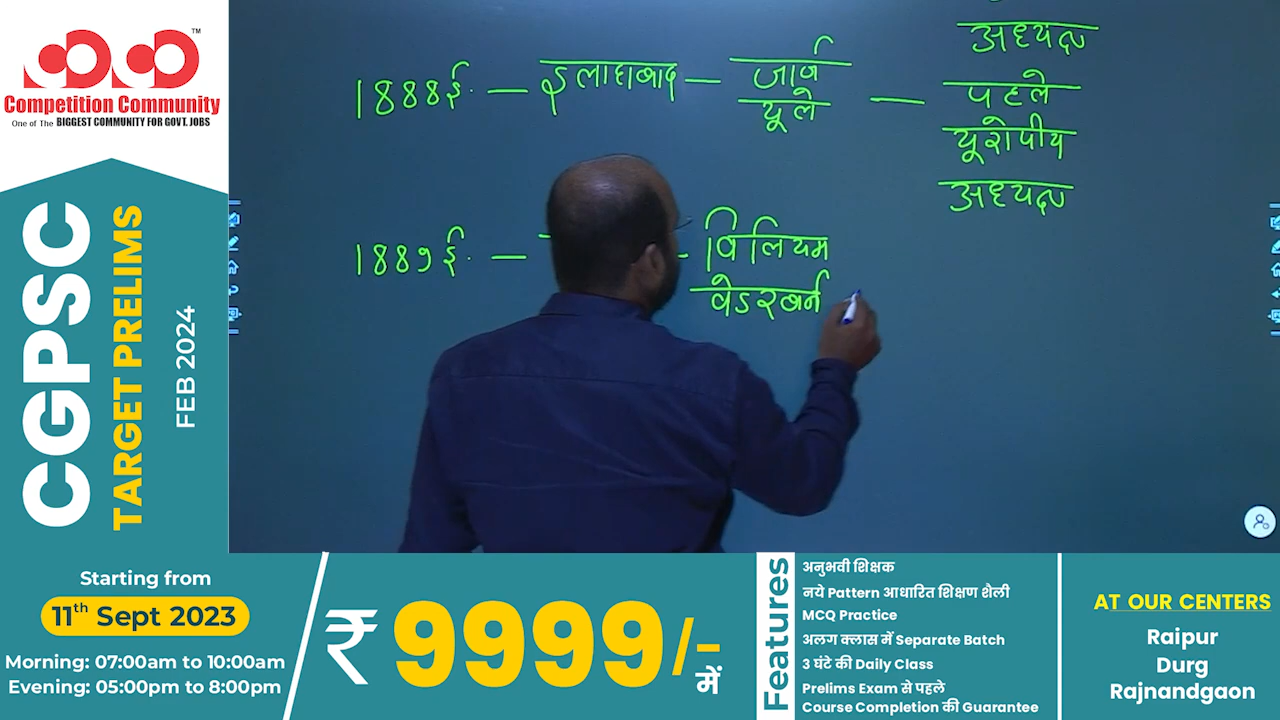 TM
Competition Community
One of The BIGGEST COMMUNITY FOR GOVT. JOBS
CGPSC
TARGET PRELIMS
FEB 2024
अध्यक्ष
1888ई. — इलाहाबाद — जार्ज
यूले
— पहले
यूरोपीय
अध्यक्ष
1889ई. — - विलियम
वेडरबर्न
Starting from
11th Sept 2023
Morning: 07:00am to 10:00am
Evening: 05:00pm to 8:00pm
₹ 9999/- में
Features
अनुभवी शिक्षक
नये Pattern आधारित शिक्षण शैली
MCQ Practice
अलग क्लास में Separate Batch
3 घंटे की Daily Class
Prelims Exam से पहले
Course Completion की Guarantee
AT OUR CENTERS
Raipur
Durg
Rajnandgaon